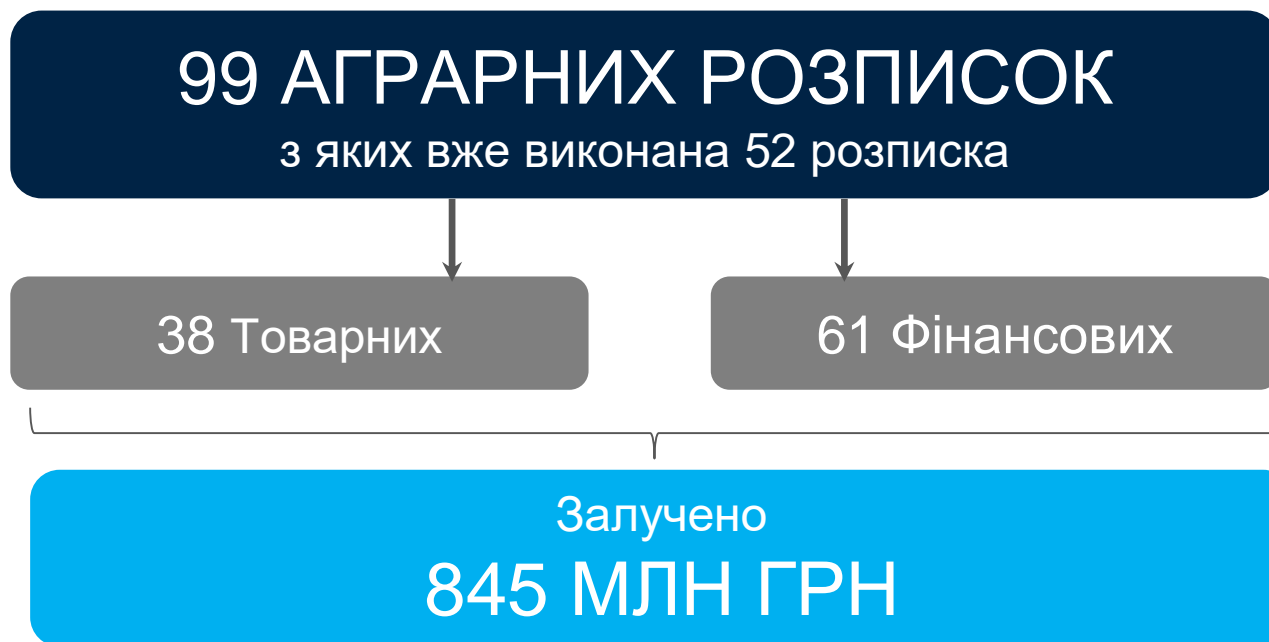 99 АГРАРНИХ РОЗПИСОК
з яких вже виконана 52 розписка
38 Товарних
61 Фінансових
Залучено
845 МЛН ГРН